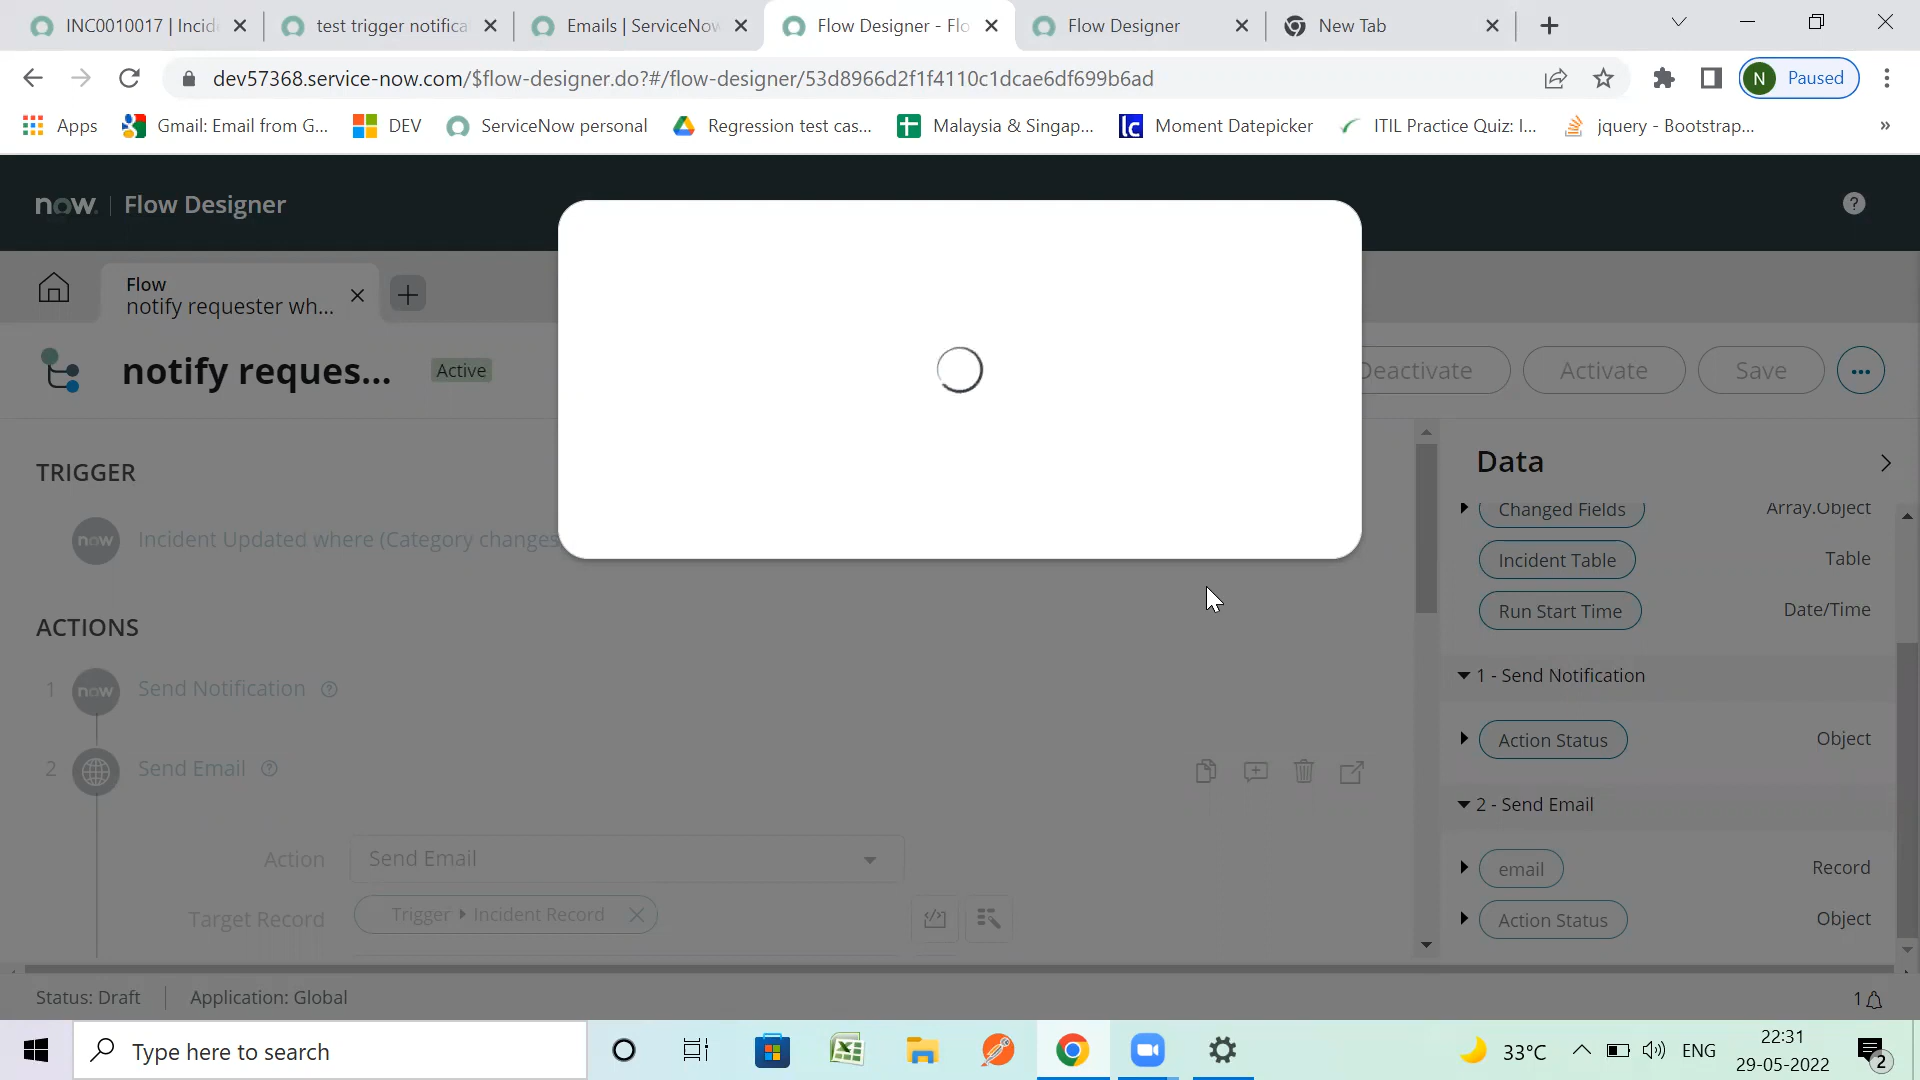 INC0010017 | Incid
test trigger notifica
Emails | ServiceNow
Flow Designer - Flo
Flow Designer
New Tab
dev57368.service-now.com/$flow-designer.do?#/flow-designer/53d8966d2f1f4110c1dcae6df699b6ad
N Paused
Apps
Gmail: Email from G...
DEV
ServiceNow personal
Regression test cas...
Malaysia & Singap...
lc Moment Datepicker
ITIL Practice Quiz: I...
jquery - Bootstrap...
»
now. | Flow Designer
?
Flow
notify requester wh...
notify reques...
Active
Deactivate
Activate
Save
...
TRIGGER
now Incident Updated where (Category changes
ACTIONS
1 now Send Notification ?
2 Send Email ?
Action Send Email
Target Record Trigger Incident Record
Data
Changed Fields Array.Object
Incident Table Table
Run Start Time Date/Time
1 - Send Notification
Action Status Object
2 - Send Email
email Record
Action Status Object
Status: Draft
Application: Global
1
Type here to search
33°C
ENG
22:31
29-05-2022
2